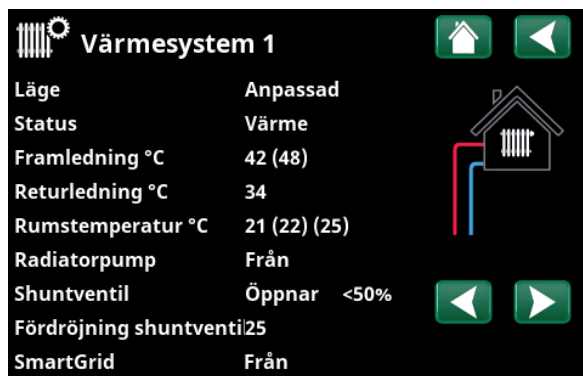 Värmesystem 1
Läge Anpassad
Status Värme
Framledning °C 42 (48)
Returledning °C 34
Rumstemperatur °C 21 (22) (25)
Radiatorpump Från
Shuntventil Öppnar <50%
Fördröjning shuntventil 25
SmartGrid Från